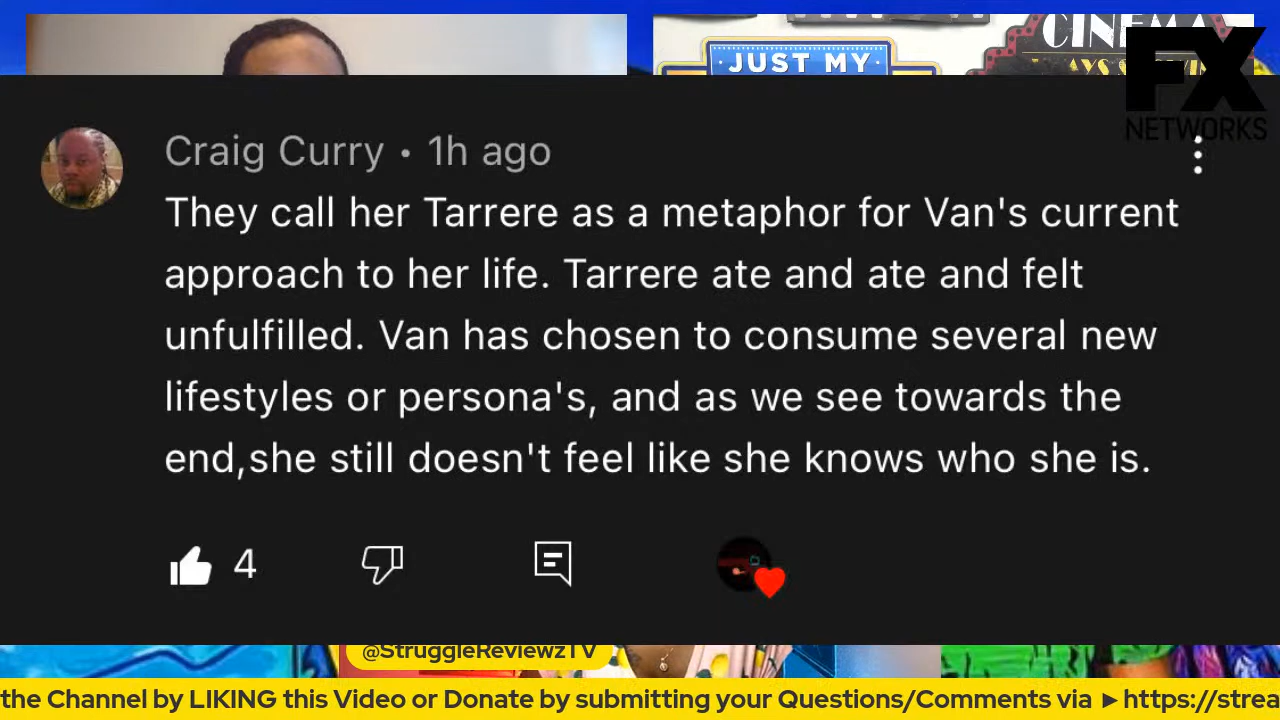 CINEMA
· JUST MY ·
FX
NETWORKS
Craig Curry • 1h ago
They call her Tarrere as a metaphor for Van's current
approach to her life. Tarrere ate and ate and felt
unfulfilled. Van has chosen to consume several new
lifestyles or persona's, and as we see towards the
end,she still doesn't feel like she knows who she is.
4
@StruggleReviewzTV
the Channel by LIKING this Video or Donate by submitting your Questions/Comments via ►https://strea